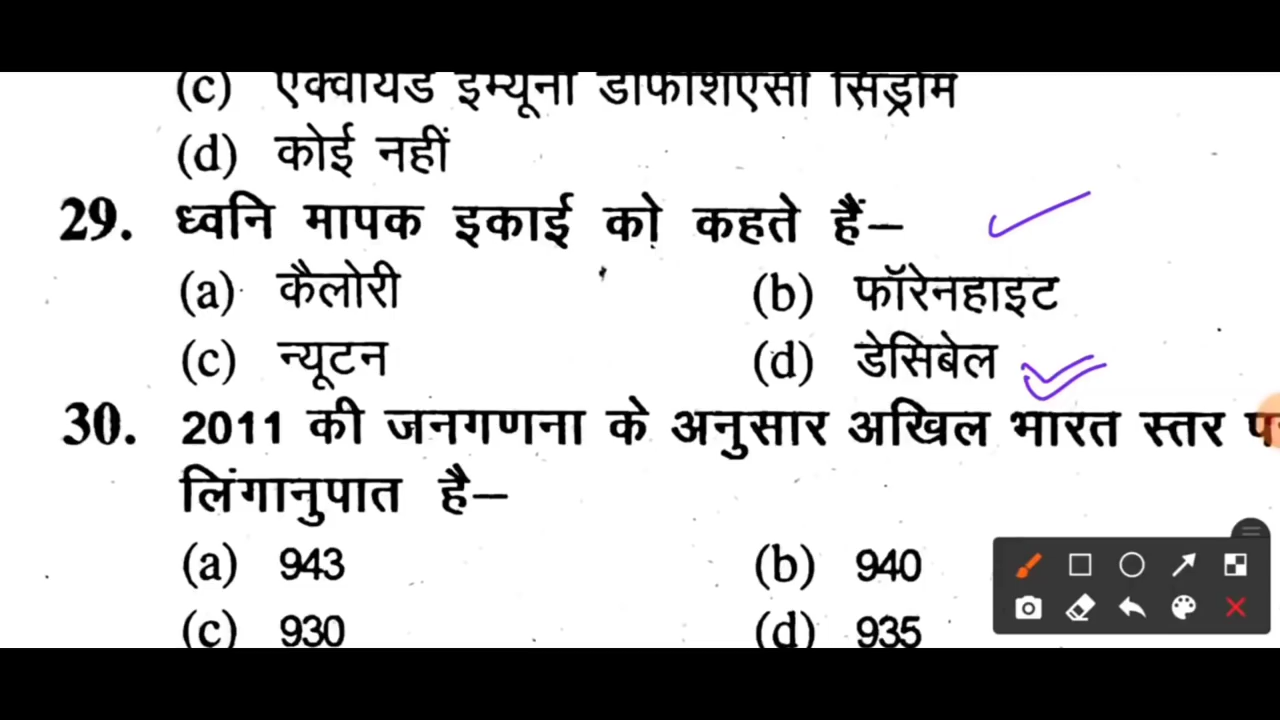 (c) एक्वायर्ड इम्यूनो डेफिशिएंसी सिंड्रोम
(d) कोई नहीं
29. ध्वनि मापक इकाई को कहते हैं–
(a) कैलोरी (b) फॉरेनहाइट
(c) न्यूटन (d) डेसिबेल
30. 2011 की जनगणना के अनुसार अखिल भारत स्तर
लिंगानुपात है–
(a) 943 (b) 940
(c) 930 (d) 935